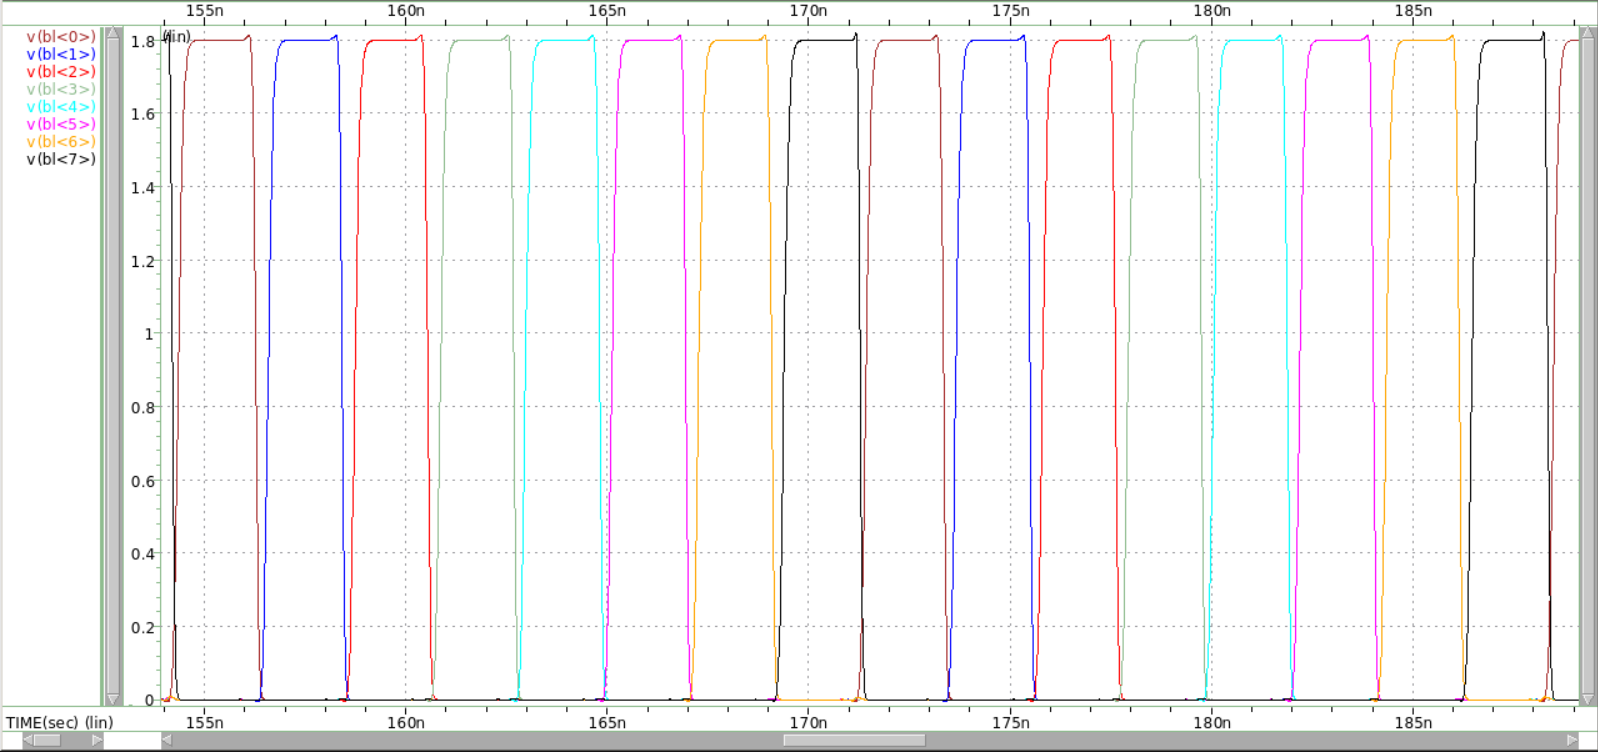 155n 160n 165n 170n 175n 180n 185n
v(bl<0>)
v(bl<1>)
v(bl<2>)
v(bl<3>)
v(bl<4>)
v(bl<5>)
v(bl<6>)
v(bl<7>)
(lin)
1.8
1.6
1.4
1.2
1
0.8
0.6
0.4
0.2
0
TIME(sec) (lin) 155n 160n 165n 170n 175n 180n 185n